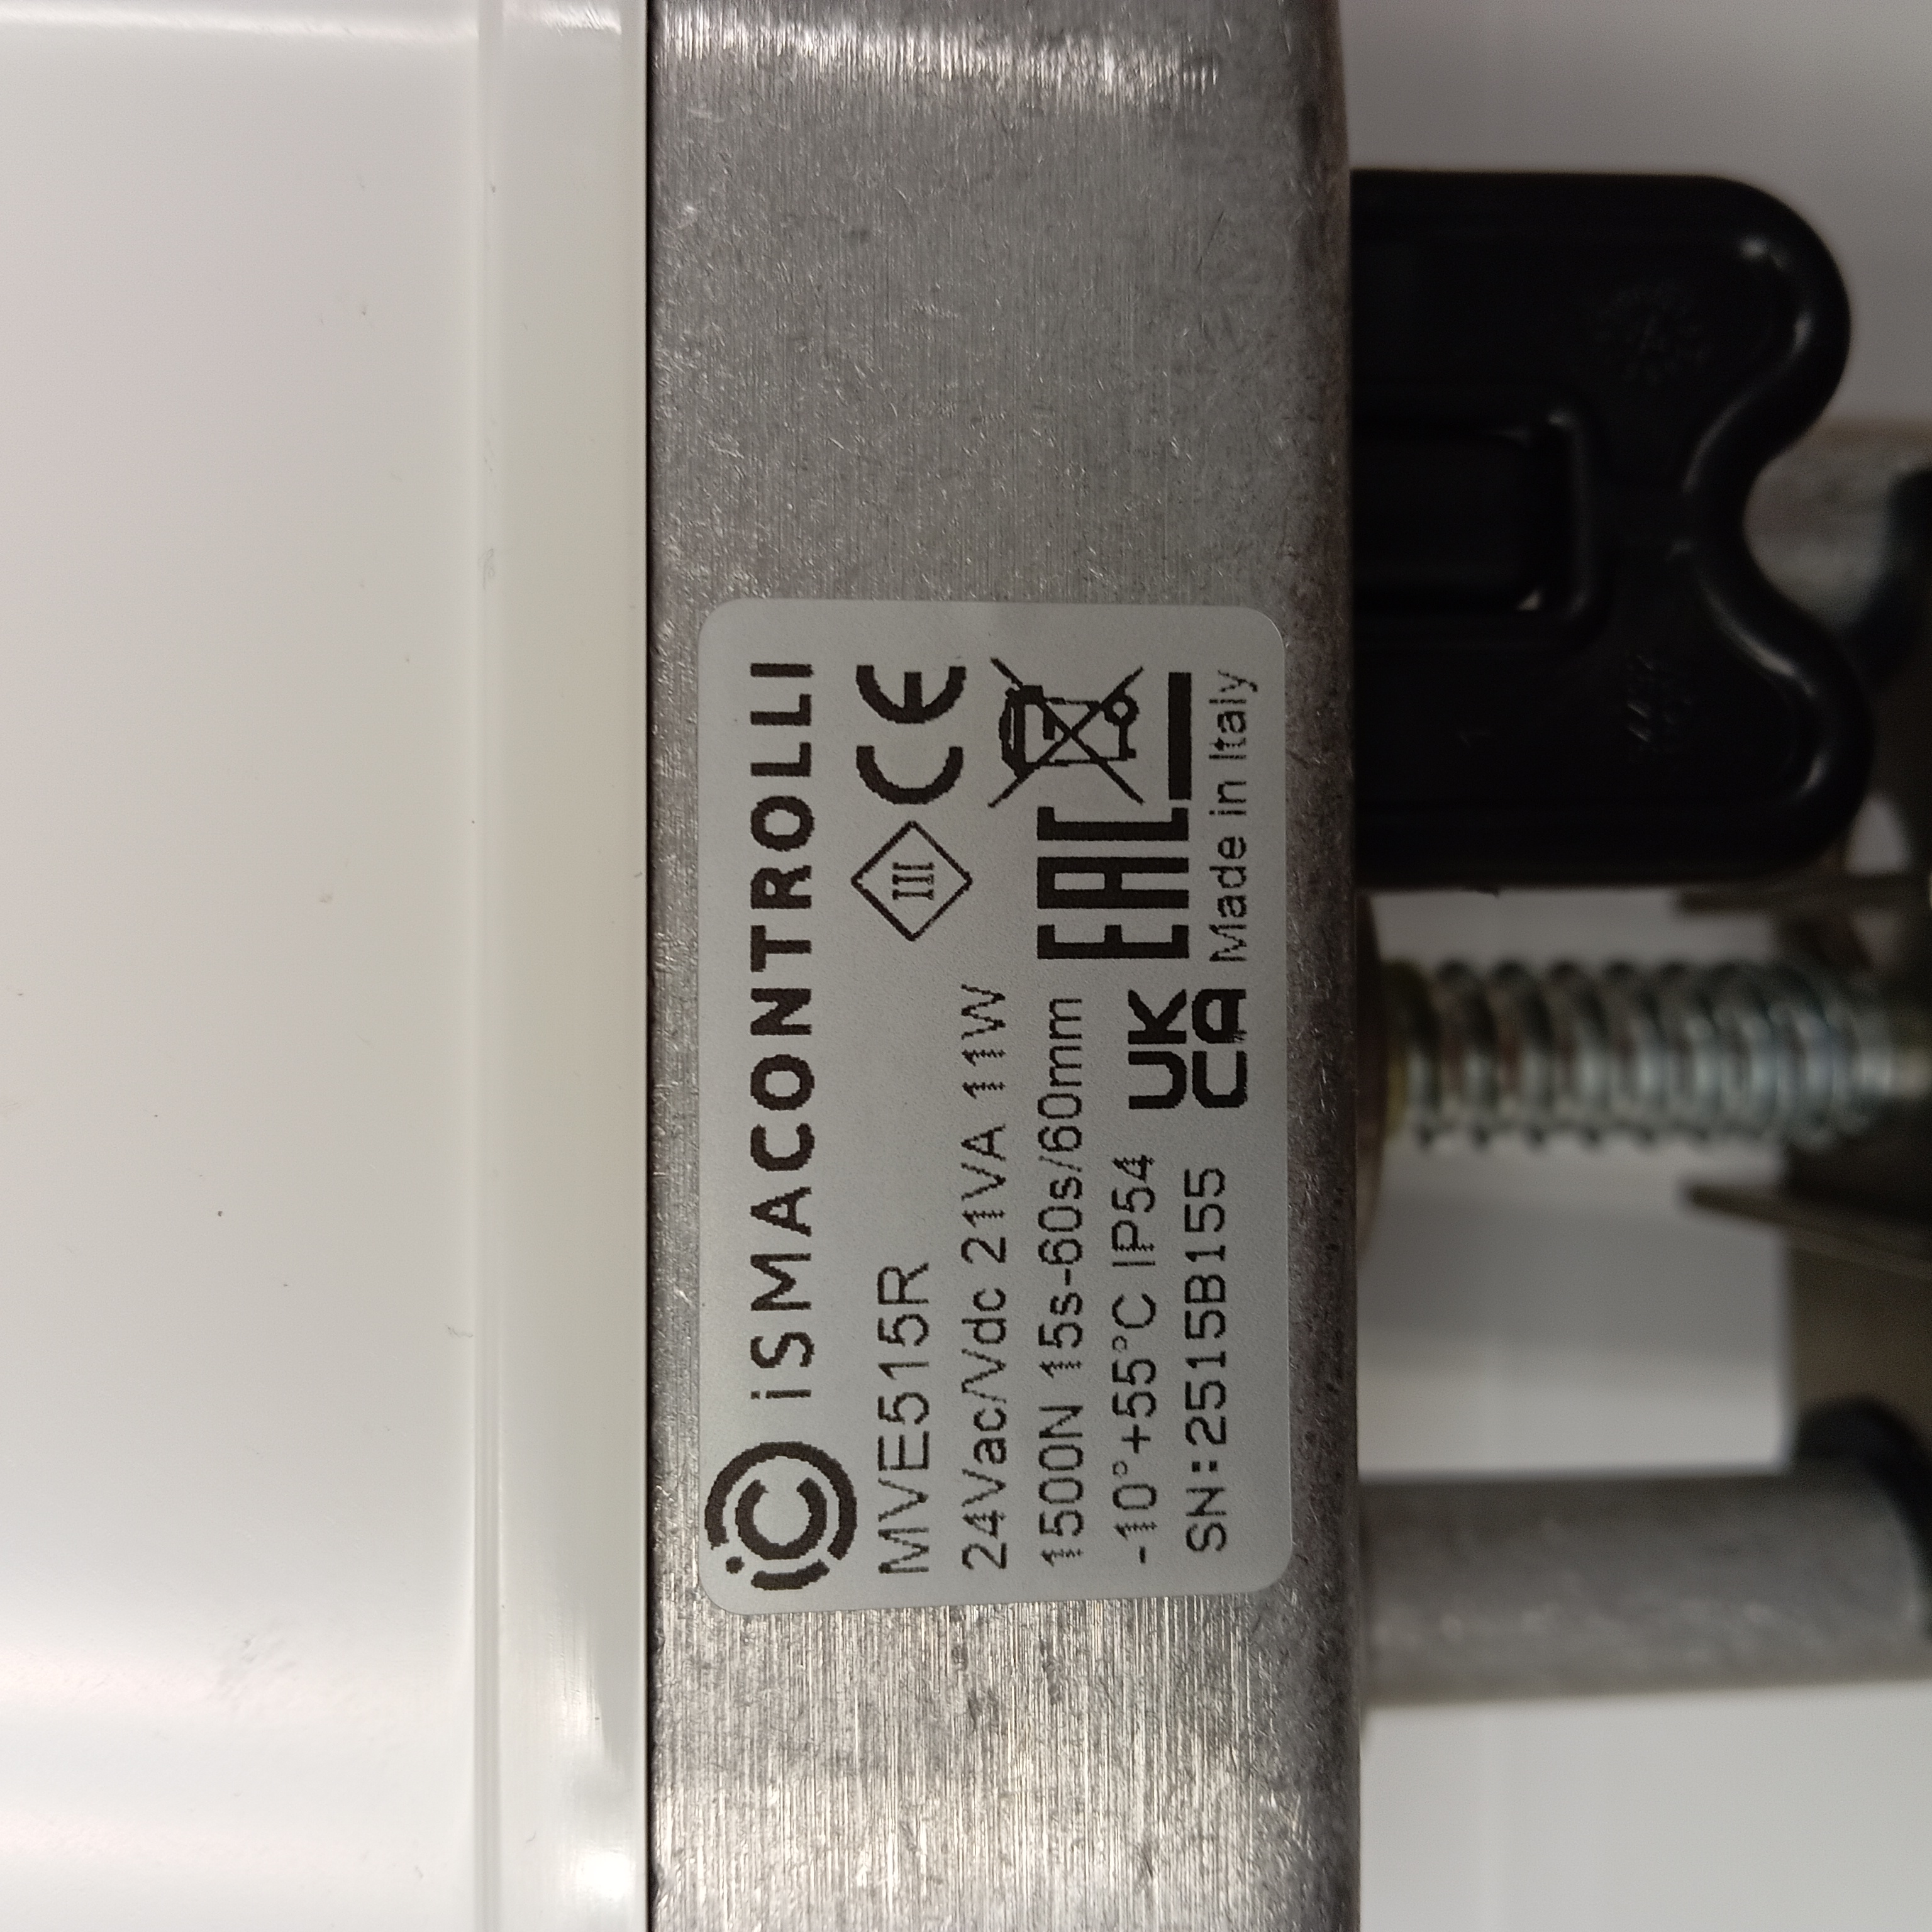 iC iSMACONTROLLI
MVE515R
III CE
24Vac/Vdc 21VA 11W
1500N 15s-60s/60mm
EAC
-10°+55°C IP54
UK
CA
SN:2515B155
Made in Italy